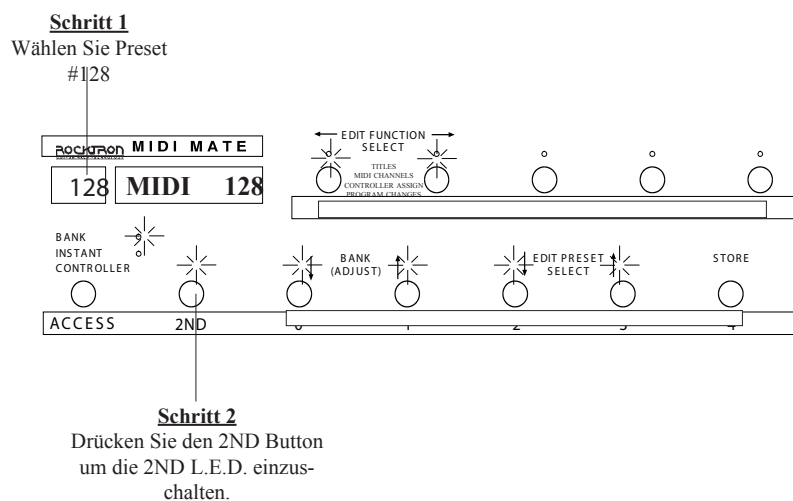 Schritt 1
Wählen Sie Preset
#128
EDIT FUNCTION
SELECT
ROCKTRON MIDI MATE
TITLES
MIDI CHANNELS
CONTROLLER ASSIGN
PROGRAM CHANGES
128 MIDI 128
BANK
INSTANT
CONTROLLER
BANK
(ADJUST)
EDIT PRESET
SELECT
STORE
ACCESS 2ND 0 1 2 3 4
Schritt 2
Drücken Sie den 2ND Button
um die 2ND L.E.D. einzus-
chalten.